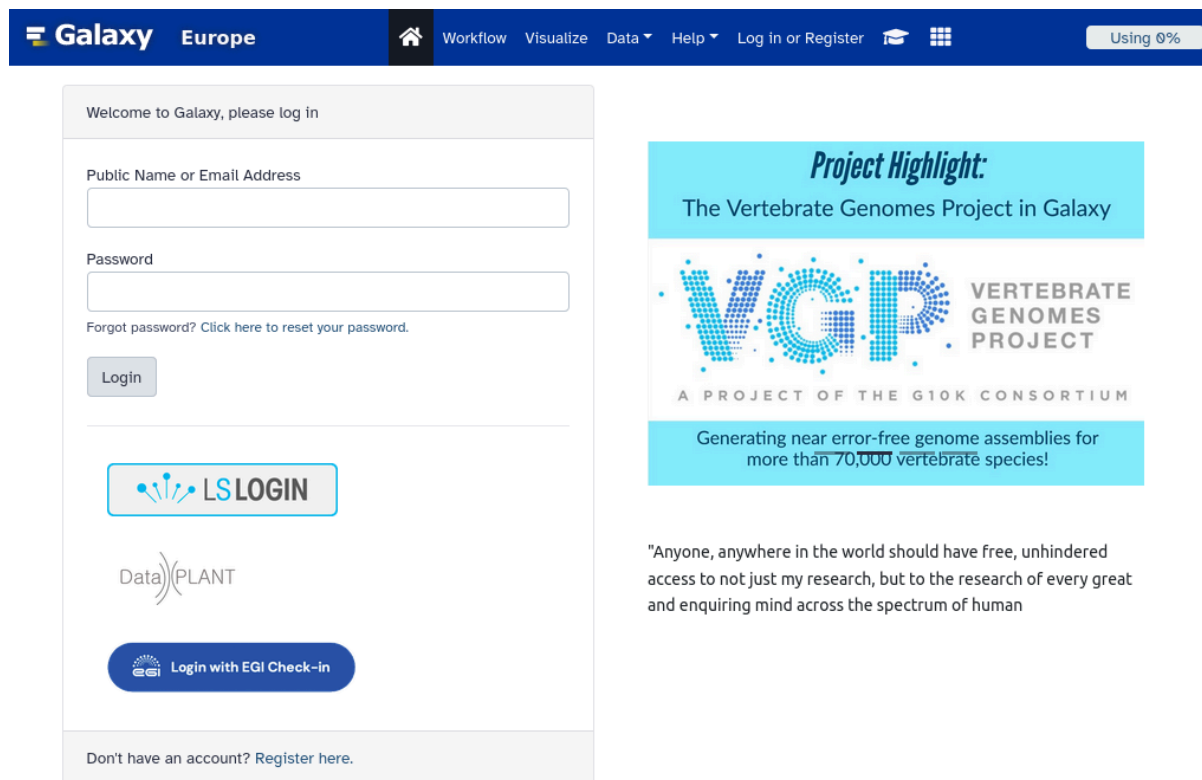 Galaxy Europe Workflow Visualize Data Help Log in or Register Using 0%
Welcome to Galaxy, please log in
Public Name or Email Address
Password
Forgot password? Click here to reset your password.
Login
LS LOGIN
Data PLANT
EGI Login with EGI Check-in
Don't have an account? Register here.
Project Highlight:
The Vertebrate Genomes Project in Galaxy
VGP
VERTEBRATE
GENOMES
PROJECT
A PROJECT OF THE G10K CONSORTIUM
Generating near error-free genome assemblies for
more than 70,000 vertebrate species!
"Anyone, anywhere in the world should have free, unhindered
access to not just my research, but to the research of every great
and enquiring mind across the spectrum of human